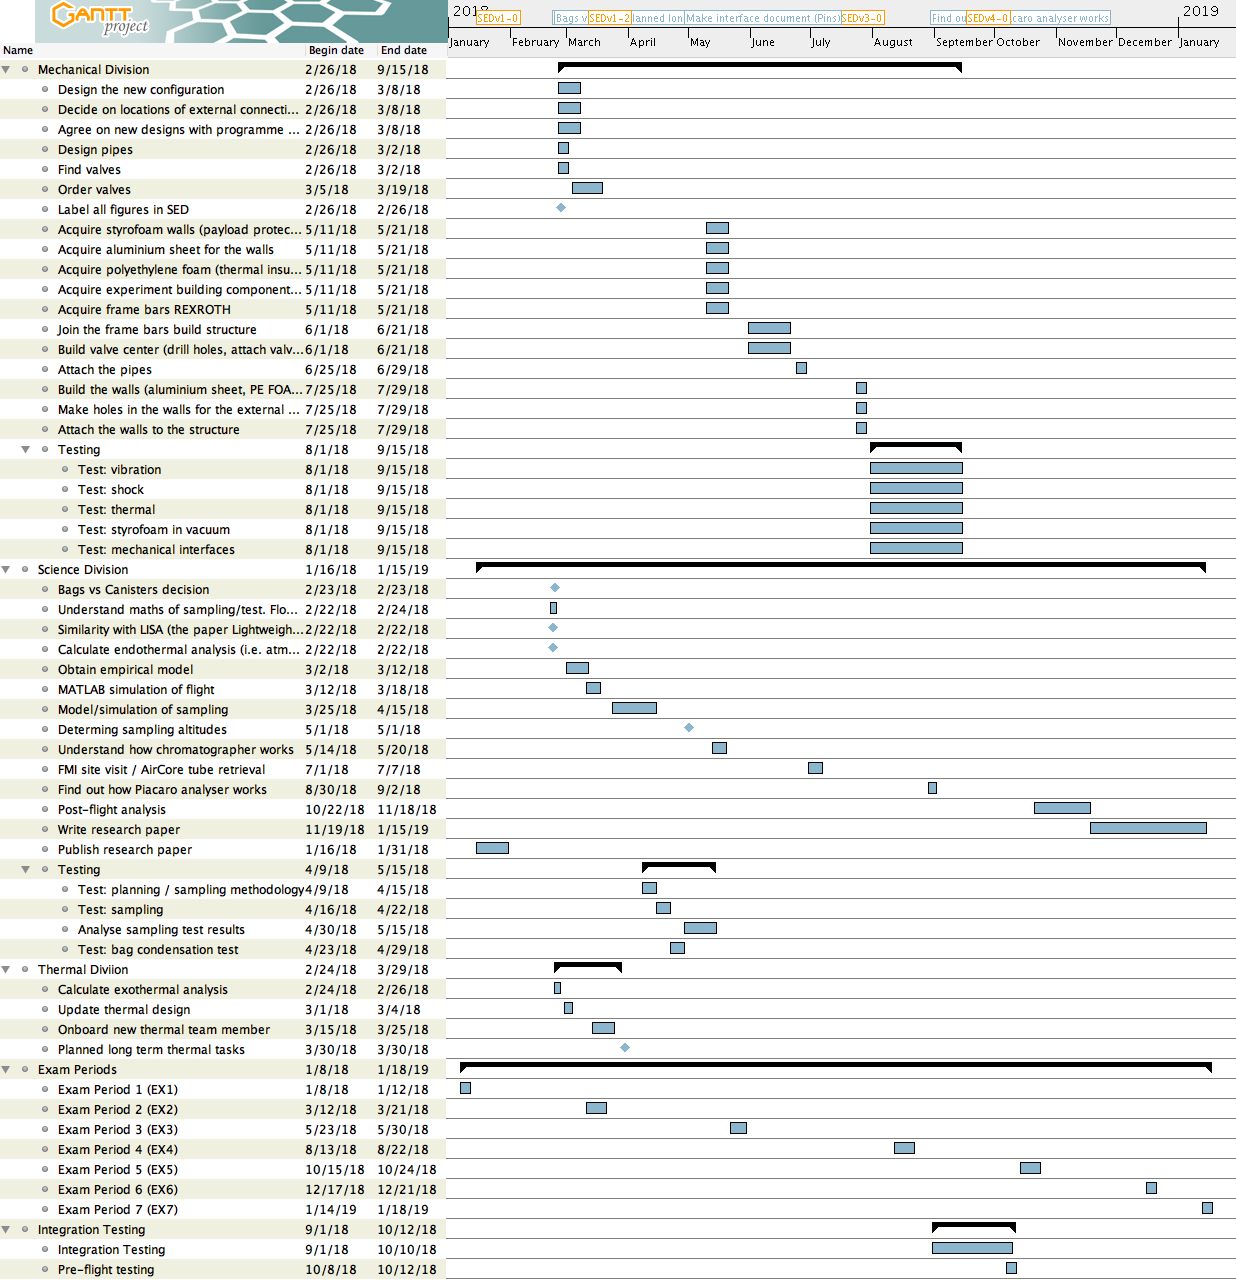 GANTT project
2018
2019
SEDv1-0
Bags v
SEDv1-2
lanned lon
Make interface document (Pins)
SEDv3-0
Find ou
SEDv4-0
caro analyser works
January February March April May June July August September October November December January
Name Begin date End date
Mechanical Division 2/26/18 9/15/18
Design the new configuration 2/26/18 3/8/18
Decide on locations of external connecti... 2/26/18 3/8/18
Agree on new designs with programme ... 2/26/18 3/8/18
Design pipes 2/26/18 3/2/18
Find valves 2/26/18 3/2/18
Order valves 3/5/18 3/19/18
Label all figures in SED 2/26/18 2/26/18
Acquire styrofoam walls (payload protec... 5/11/18 5/21/18
Acquire aluminium sheet for the walls 5/11/18 5/21/18
Acquire polyethylene foam (thermal insu... 5/11/18 5/21/18
Acquire experiment building component... 5/11/18 5/21/18
Acquire frame bars REXROTH 5/11/18 5/21/18
Join the frame bars build structure 6/1/18 6/21/18
Build valve center (drill holes, attach valv... 6/1/18 6/21/18
Attach the pipes 6/25/18 6/29/18
Build the walls (aluminium sheet, PE FOA... 7/25/18 7/29/18
Make holes in the walls for the external ... 7/25/18 7/29/18
Attach the walls to the structure 7/25/18 7/29/18
Testing 8/1/18 9/15/18
Test: vibration 8/1/18 9/15/18
Test: shock 8/1/18 9/15/18
Test: thermal 8/1/18 9/15/18
Test: styrofoam in vacuum 8/1/18 9/15/18
Test: mechanical interfaces 8/1/18 9/15/18
Science Division 1/16/18 1/15/19
Bags vs Canisters decision 2/23/18 2/23/18
Understand maths of sampling/test. Flo... 2/22/18 2/24/18
Similarity with LISA (the paper Lightweigh... 2/22/18 2/22/18
Calculate endothermal analysis (i.e. atm... 2/22/18 2/22/18
Obtain empirical model 3/2/18 3/12/18
MATLAB simulation of flight 3/12/18 3/18/18
Model/simulation of sampling 3/25/18 4/15/18
Determing sampling altitudes 5/1/18 5/1/18
Understand how chromatographer works 5/14/18 5/20/18
FMI site visit / AirCore tube retrieval 7/1/18 7/7/18
Find out how Piacaro analyser works 8/30/18 9/2/18
Post-flight analysis 10/22/18 11/18/18
Write research paper 11/19/18 1/15/19
Publish research paper 1/16/18 1/31/18
Testing 4/9/18 5/15/18
Test: planning / sampling methodology 4/9/18 4/15/18
Test: sampling 4/16/18 4/22/18
Analyse sampling test results 4/30/18 5/15/18
Test: bag condensation test 4/23/18 4/29/18
Thermal Diviion 2/24/18 3/29/18
Calculate exothermal analysis 2/24/18 2/26/18
Update thermal design 3/1/18 3/4/18
Onboard new thermal team member 3/15/18 3/25/18
Planned long term thermal tasks 3/30/18 3/30/18
Exam Periods 1/8/18 1/18/19
Exam Period 1 (EX1) 1/8/18 1/12/18
Exam Period 2 (EX2) 3/12/18 3/21/18
Exam Period 3 (EX3) 5/23/18 5/30/18
Exam Period 4 (EX4) 8/13/18 8/22/18
Exam Period 5 (EX5) 10/15/18 10/24/18
Exam Period 6 (EX6) 12/17/18 12/21/18
Exam Period 7 (EX7) 1/14/19 1/18/19
Integration Testing 9/1/18 10/12/18
Integration Testing 9/1/18 10/10/18
Pre-flight testing 10/8/18 10/12/18